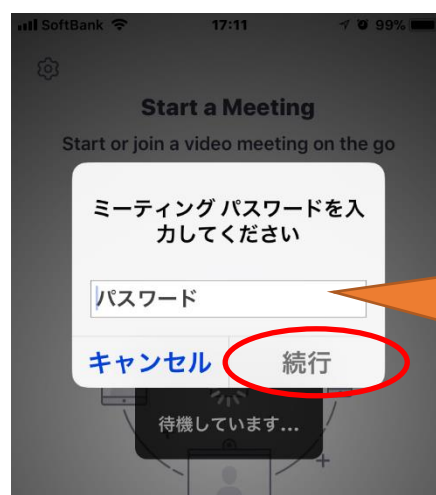 SoftBank 17:11 99%
Start a Meeting
Start or join a video meeting on the go
ミーティング パスワードを入
力してください
パスワード
キャンセル 続行
待機しています...